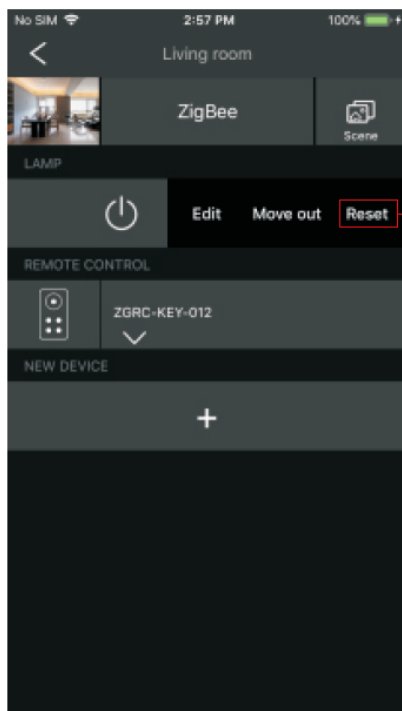 No SIM 2:57 PM 100%
Living room
ZigBee
Scene
LAMP
Edit Move out Reset
REMOTE CONTROL
ZGRC-KEY-012
NEW DEVICE
+